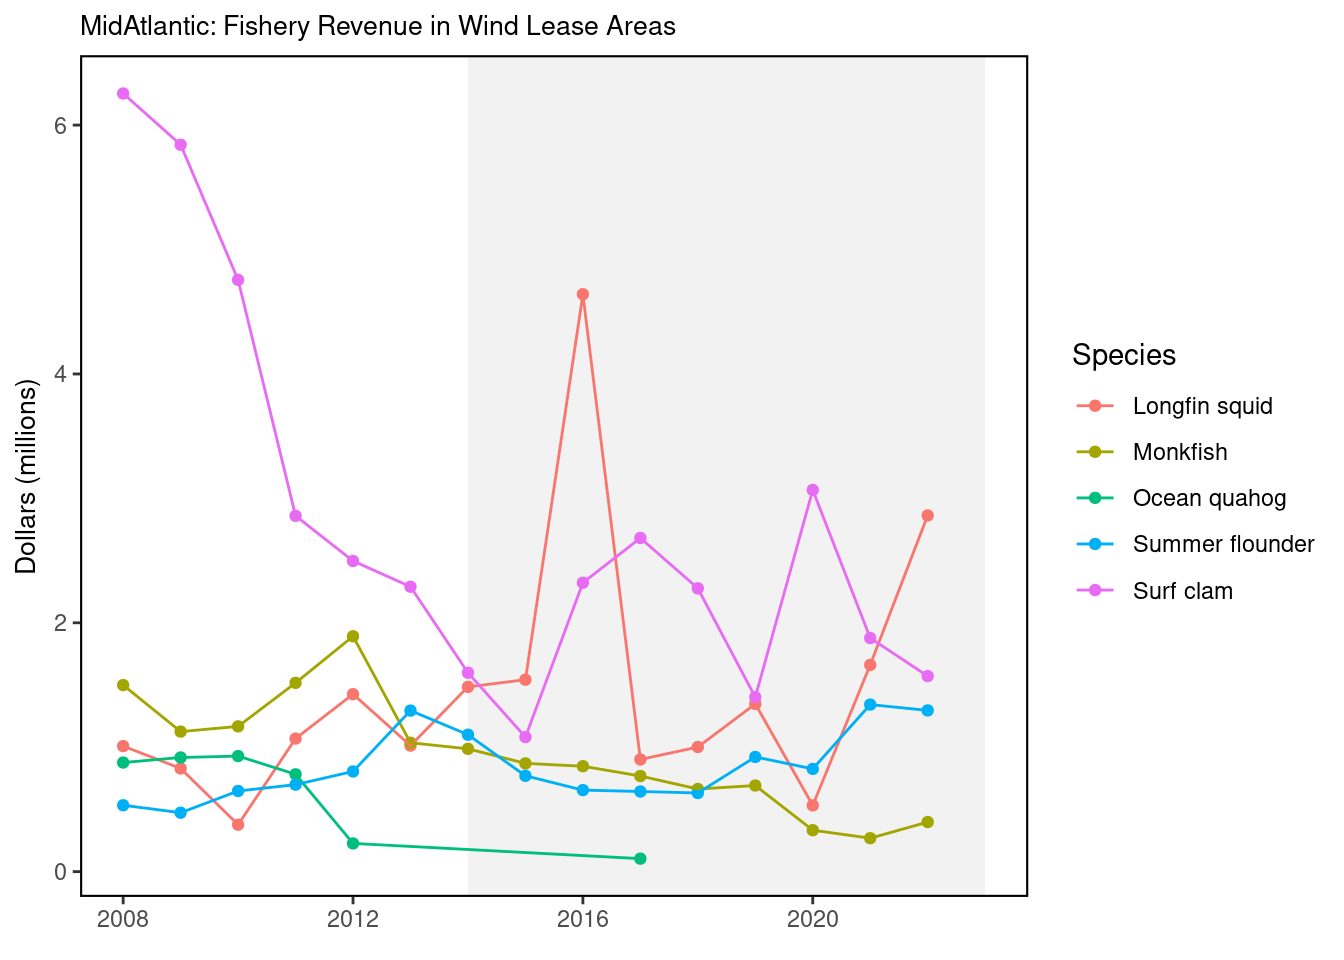 MidAtlantic: Fishery Revenue in Wind Lease Areas
6
4
2
0
Dollars (millions)
2008 2012 2016 2020
Species
Longfin squid
Monkfish
Ocean quahog
Summer flounder
Surf clam